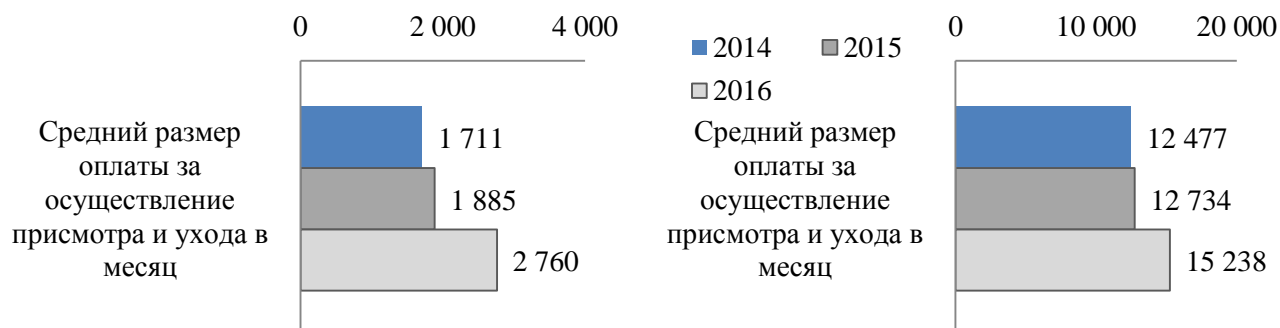 0 2 000 4 000
Средний размер
оплаты за
осуществление
присмотра и ухода в
месяц
1 711
1 885
2 760
2014 2015
2016
0 10 000 20 000
Средний размер
оплаты за
осуществление
присмотра и ухода в
месяц
12 477
12 734
15 238